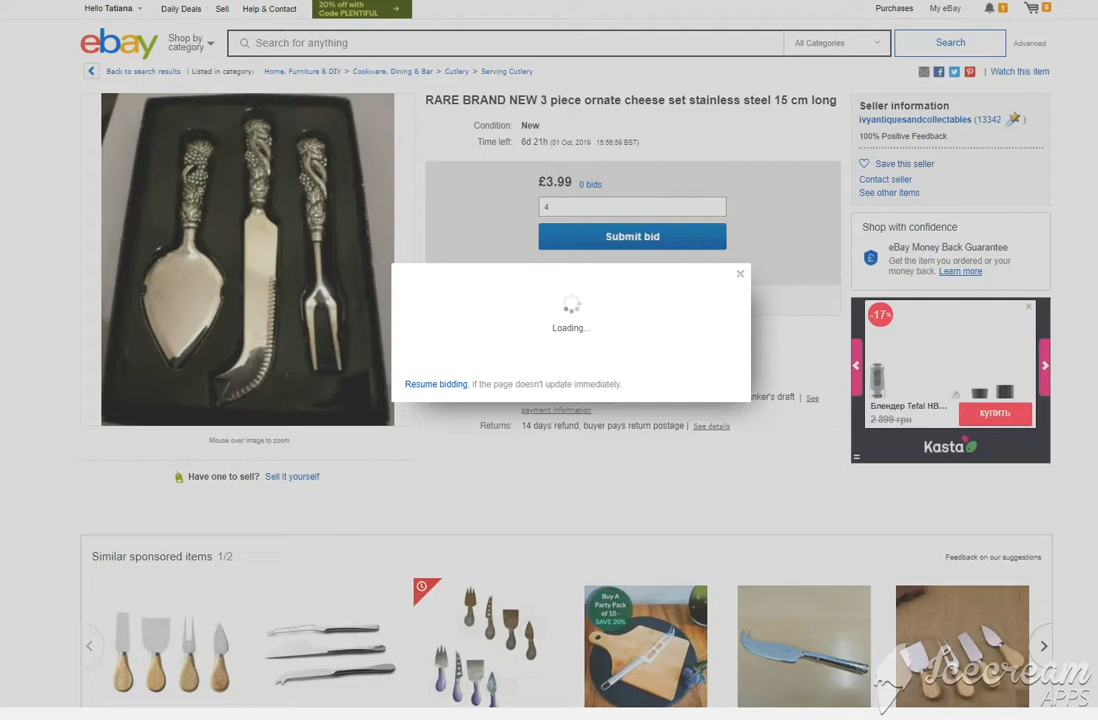 Hello Tatiana.
Daily Deals
Sell
Help & Contact
20% off with
Code PLENTIFUL
Purchases
My eBay
1
8
ebay
Shop by
category
Search for anything
All Categories
Search
Advanced
Back to search results | Listed in category: Home, Furniture & DIY > Cookware, Dining & Bar > Cutlery > Serving Cutlery
| Watch this item
RARE BRAND NEW 3 piece ornate cheese set stainless steel 15 cm long
Condition: New
Time left: 6d 21h (01 Oct, 2019 15:56:59 BST)
£3.99 0 bids
4
Submit bid
Loading...
Resume bidding, if the page doesn't update immediately.
nker's draft | See
payment information
Returns: 14 days refund, buyer pays return postage | See details
Seller information
ivyantiquesandcollectables (13342 )
100% Positive Feedback
Save this seller
Contact seller
See other items
Shop with confidence
eBay Money Back Guarantee
Get the item you ordered or your
money back. Learn more
-17%
Блендер Tefal HB...
2 899 грн
КУПИТЬ
Kasta
Mouse over image to zoom
Have one to sell? Sell it yourself
Similar sponsored items 1/2
Feedback on our suggestions
Buy A
Party Pack
of 10 -
SAVE 20%
Icecream
APPS